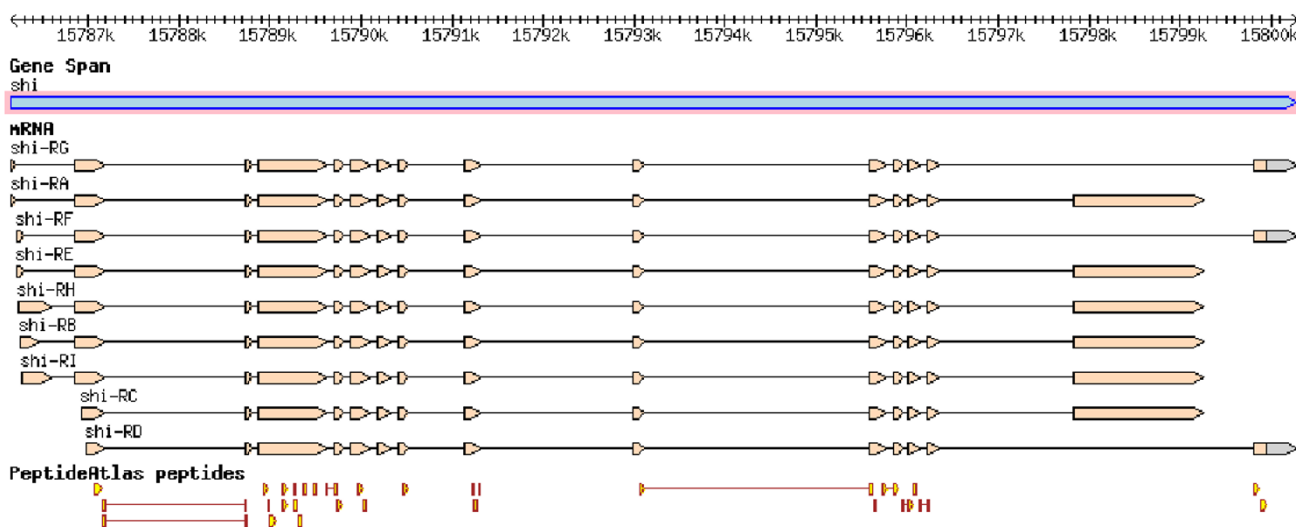 15787k 15788k 15789k 15790k 15791k 15792k 15793k 15794k 15795k 15796k 15797k 15798k 15799k 15800k
Gene Span
shi
mRNA
shi-RG
shi-RA
shi-RF
shi-RE
shi-RH
shi-RB
shi-RI
shi-RC
shi-RD
PeptideAtlas peptides